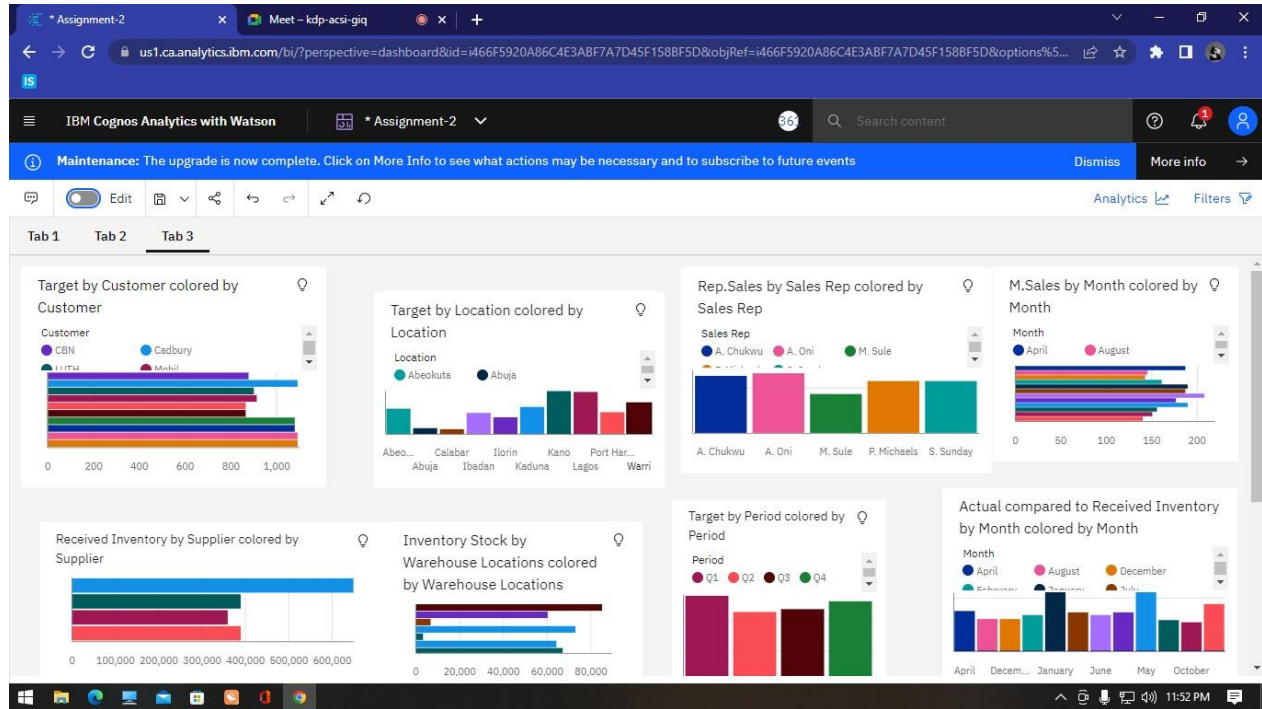 * Assignment-2
Meet – kdp-acsi-giq
us1.ca.analytics.ibm.com/bi/?perspective=dashboard&id=i466F5920A86C4E3ABF7A7D45F158BF5D&objRef=i466F5920A86C4E3ABF7A7D45F158BF5D&options%5...
IS
IBM Cognos Analytics with Watson
* Assignment-2
Search content
1
Maintenance: The upgrade is now complete. Click on More Info to see what actions may be necessary and to subscribe to future events
Dismiss
More info
Edit
Analytics
Filters
Tab 1
Tab 2
Tab 3
Target by Customer colored by
Customer
Customer
CBN Cadbury
LUTH Mobil
0 200 400 600 800 1,000
Target by Location colored by
Location
Location
Abeokuta Abuja
Abeo... Calabar Ilorin Kano Port Har...
Abuja Ibadan Kaduna Lagos Warri
Rep.Sales by Sales Rep colored by
Sales Rep
Sales Rep
A. Chukwu A. Oni M. Sule
A. Chukwu A. Oni M. Sule P. Michaels S. Sunday
M.Sales by Month colored by
Month
Month
April August
0 50 100 150 200
Received Inventory by Supplier colored by
Supplier
0 100,000 200,000 300,000 400,000 500,000 600,000
Inventory Stock by
Warehouse Locations colored
by Warehouse Locations
0 20,000 40,000 60,000 80,000
Target by Period colored by
Period
Period
Q1 Q2 Q3 Q4
Actual compared to Received Inventory
by Month colored by Month
Month
April August December
February January July
April Decem... January June May October
11:52 PM